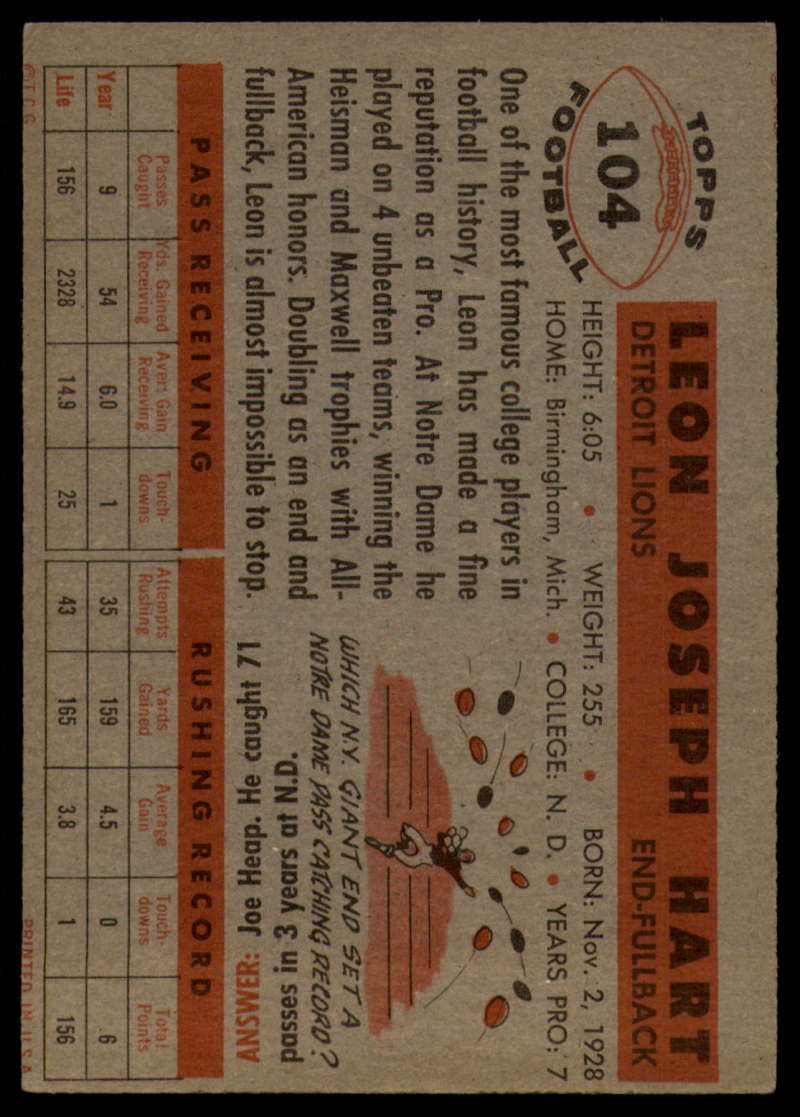 TOPPS
104
FOOTBALL
LEON JOSEPH HART
DETROIT LIONS END-FULLBACK
HEIGHT: 6:05 • WEIGHT: 255 • BORN: Nov. 2, 1928
HOME: Birmingham, Mich. • COLLEGE: N. D. • YEARS PRO: 7
One of the most famous college players in
football history, Leon has made a fine
reputation as a Pro. At Notre Dame he
played on 4 unbeaten teams, winning the
Heisman and Maxwell trophies with All-
American honors. Doubling as an end and
fullback, Leon is almost impossible to stop.
WHICH N.Y. GIANT END SET A
NOTRE DAME PASS CATCHING RECORD?
ANSWER: Joe Heap. He caught 71
passes in 3 years at N.D.
PASS RECEIVING RUSHING RECORD
Passes Caught Yds. Gained Receiving Aver. Gain Receiving Touch-downs Attempts Rushing Yards Gained Average Gain Touch-downs Total Points
Year 9 54 6.0 1 35 159 4.5 0 6
Life 156 2328 14.9 25 43 165 3.8 1 156
©T.C.G. PRINTED IN U.S.A.